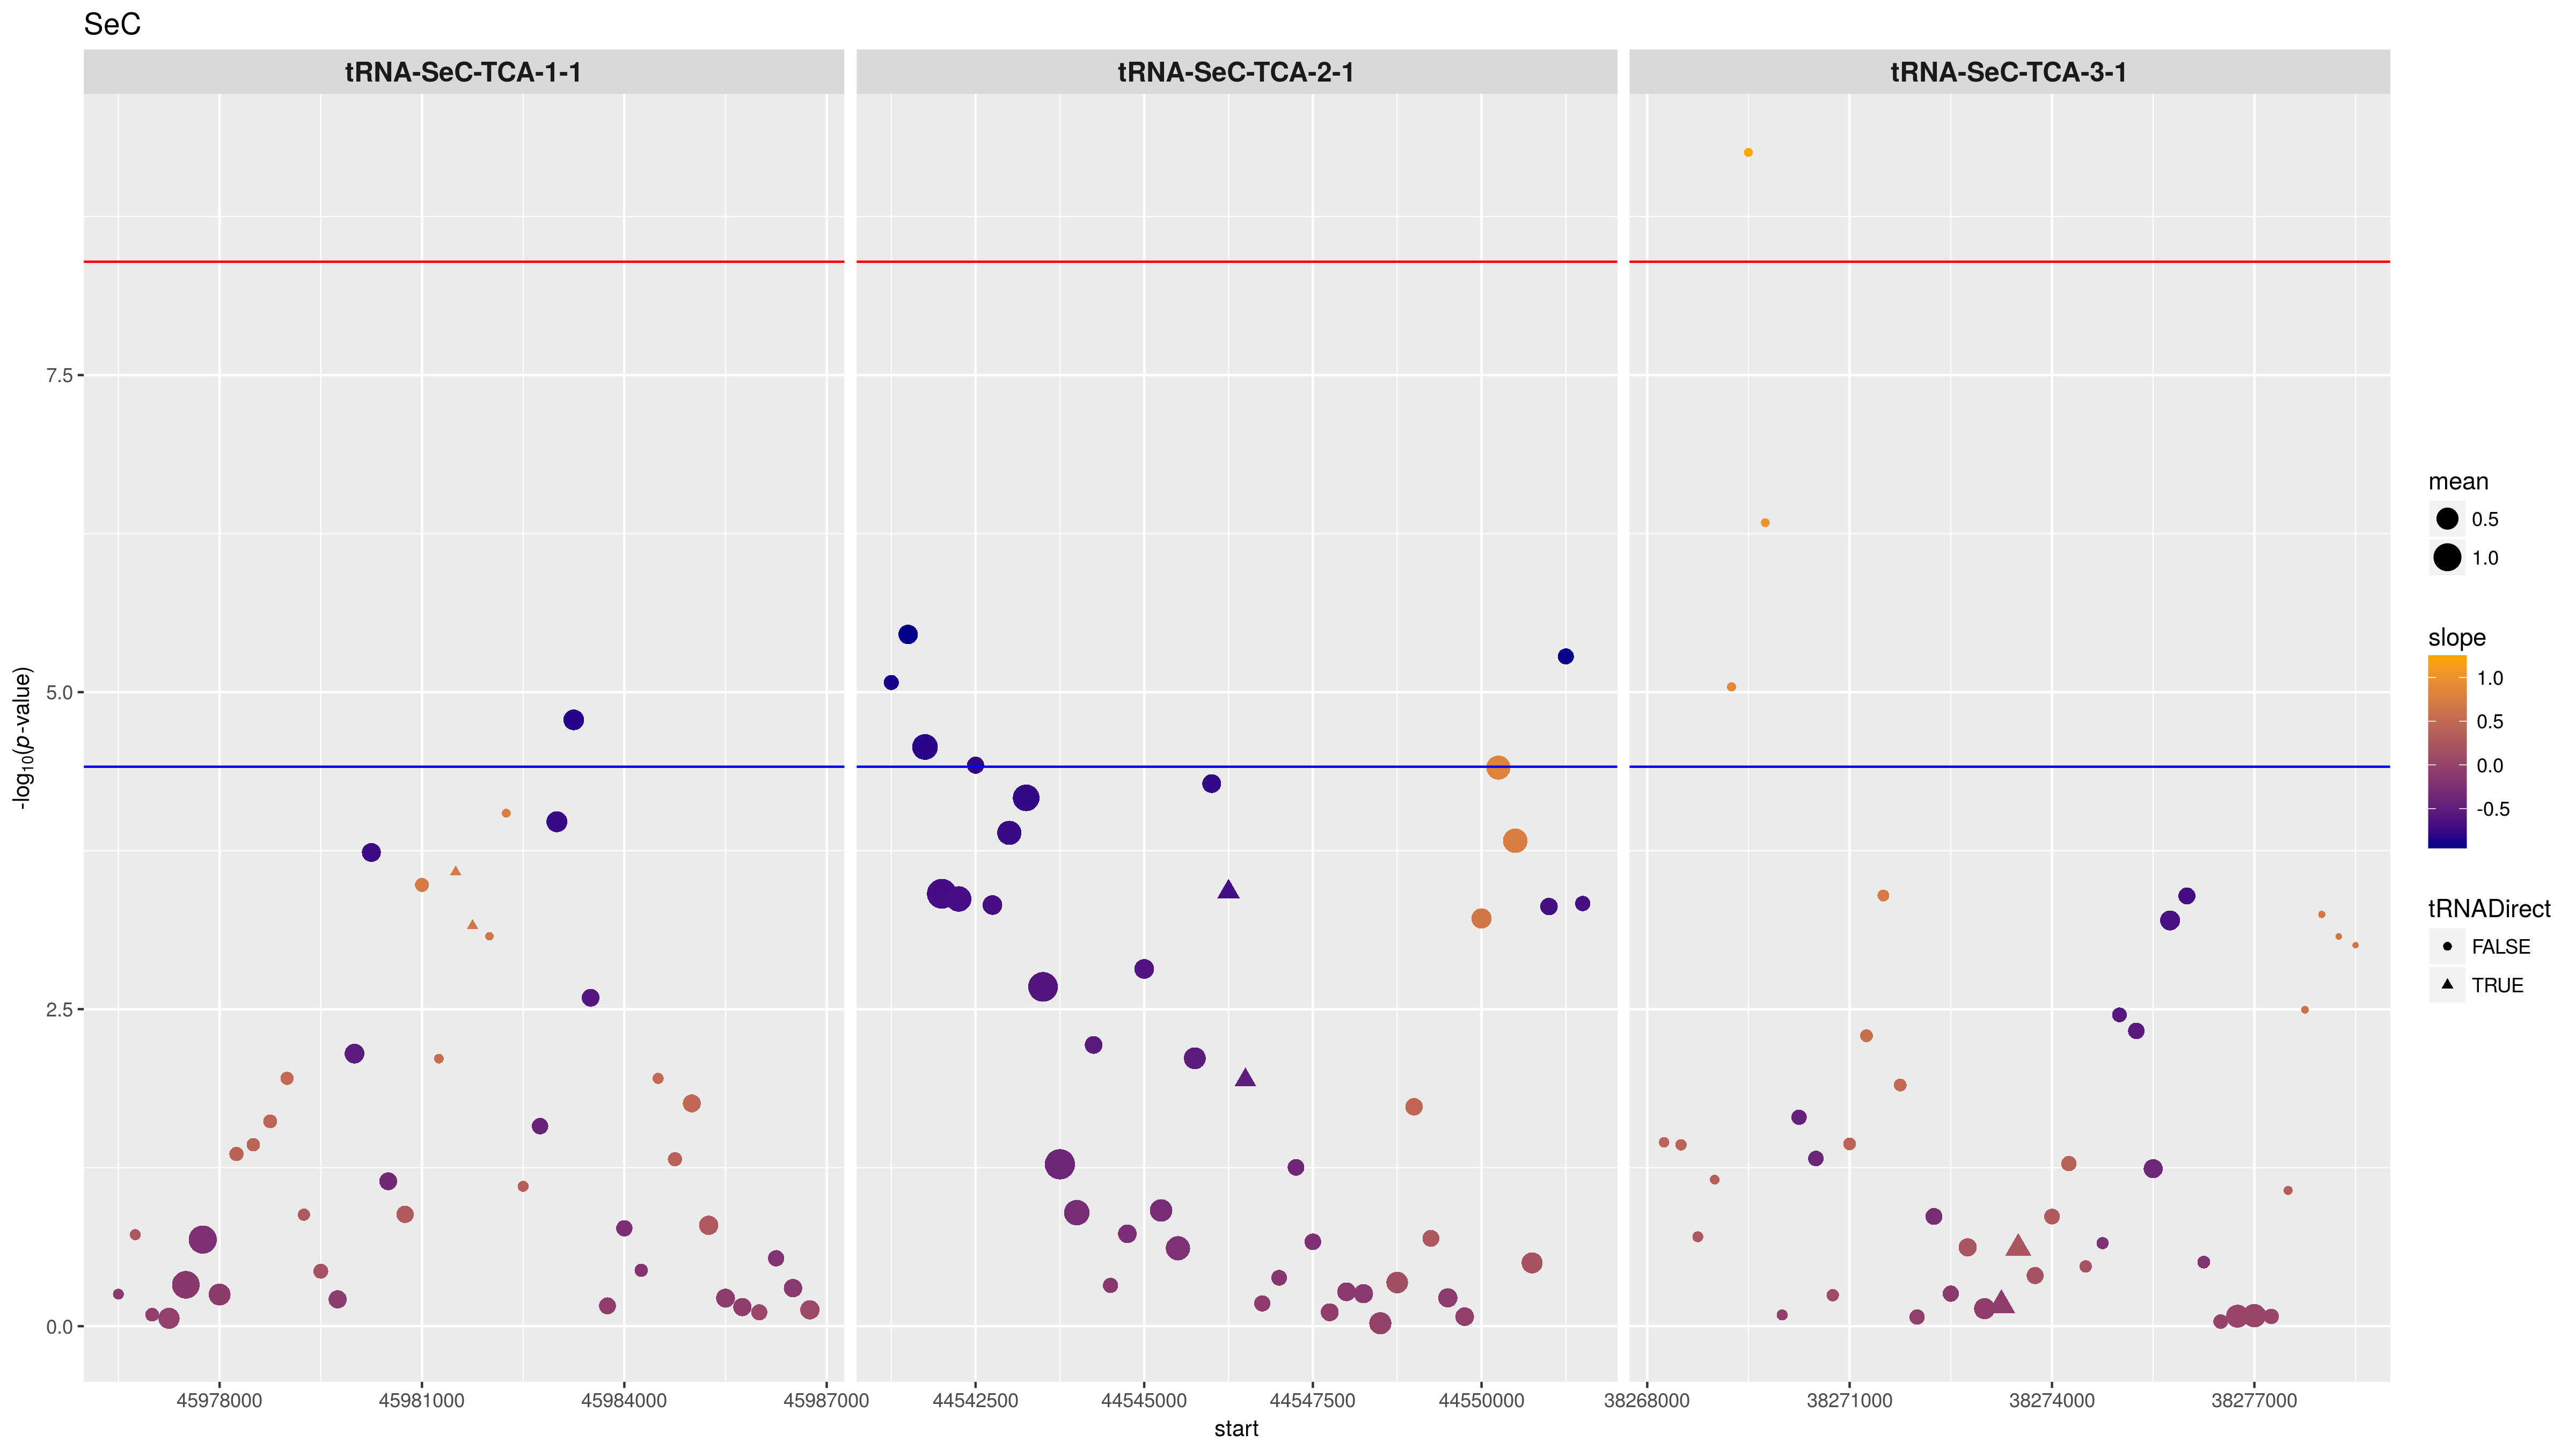 SeC
tRNA-SeC-TCA-1-1
tRNA-SeC-TCA-2-1
tRNA-SeC-TCA-3-1
-log10(p-value)
7.5
5.0
2.5
0.0
45978000
45981000
45984000
45987000
44542500
44545000
44547500
44550000
38268000
38271000
38274000
38277000
start
mean
0.5
1.0
slope
1.0
0.5
0.0
-0.5
tRNADirect
FALSE
TRUE